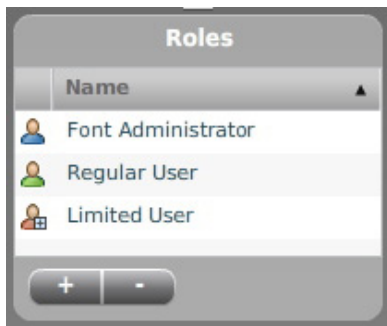 Roles
Name
Font Administrator
Regular User
Limited User
+ -